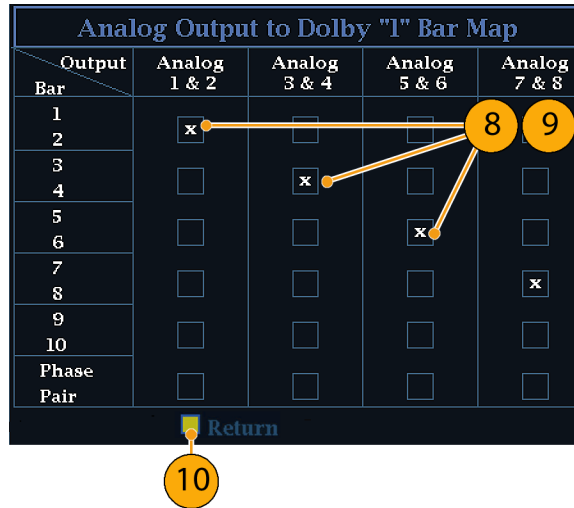 Analog Output to Dolby "1" Bar Map
Output
Bar
Analog 1 & 2
Analog 3 & 4
Analog 5 & 6
Analog 7 & 8
1
2
x
8
9
3
4
x
5
6
x
7
8
x
9
10
Phase
Pair
Return
10